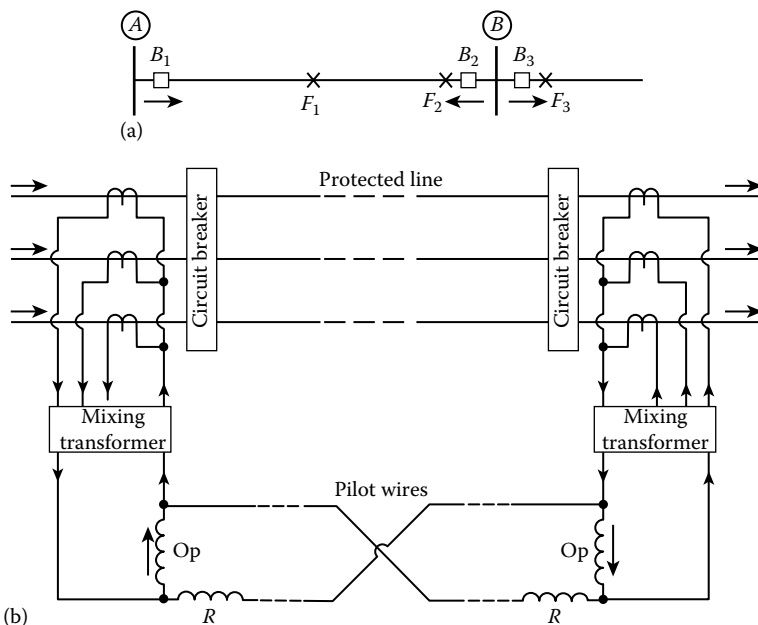 A B
B₁ B₂ B₃
F₁ F₂ F₃
(a)
Protected line
Circuit breaker
Circuit breaker
Mixing
transformer
Mixing
transformer
Pilot wires
Op Op
R R
(b)